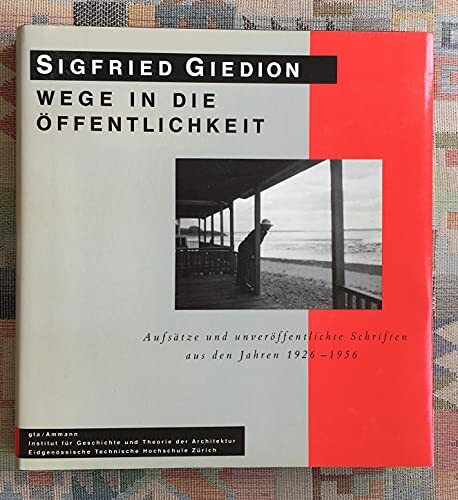 SIGFRIED GIEDION
WEGE IN DIE
ÖFFENTLICHKEIT
Aufsätze und unveröffentlichte Schriften
aus den Jahren 1926–1956
gta/Ammann
Institut für Geschichte und Theorie der Architektur
Eidgenössische Technische Hochschule Zürich